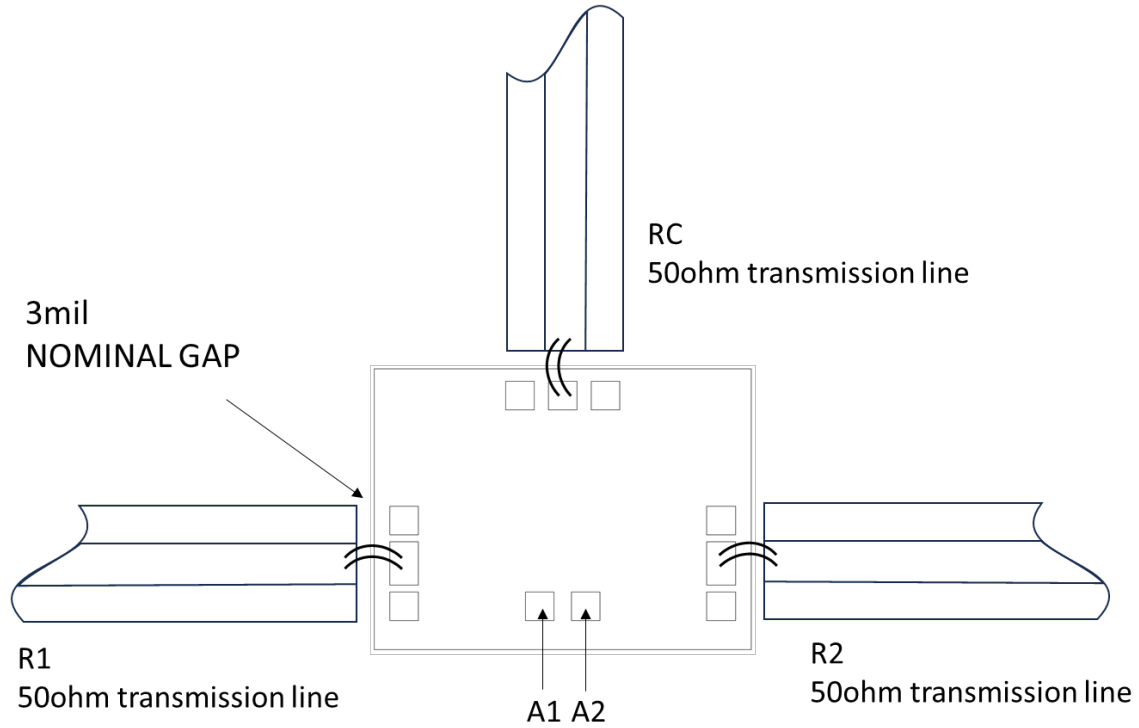 RC
50ohm transmission line
3mil
NOMINAL GAP
R1
50ohm transmission line
R2
50ohm transmission line
A1 A2